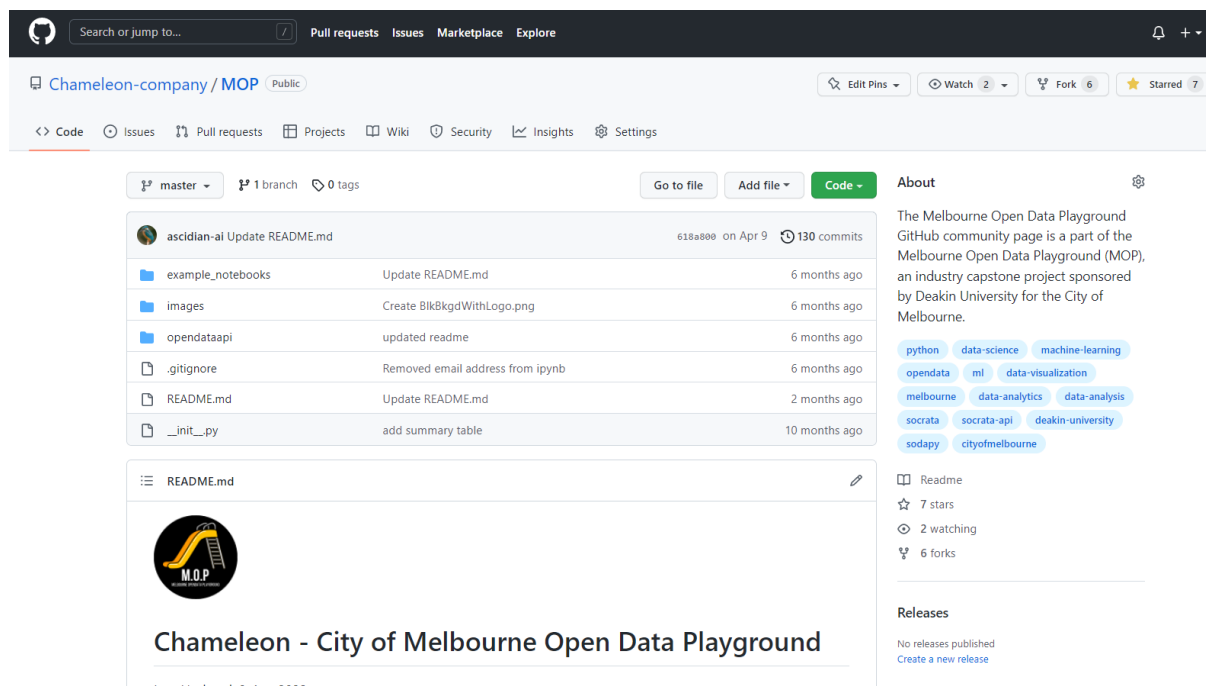 Search or jump to... / Pull requests Issues Marketplace Explore
Chameleon-company / MOP Public Edit Pins Watch 2 Fork 6 Starred 7
Code Issues Pull requests Projects Wiki Security Insights Settings
master 1 branch 0 tags Go to file Add file Code
ascidian-ai Update README.md 618a800 on Apr 9 130 commits
example_notebooks Update README.md 6 months ago
images Create BlkBkgdWithLogo.png 6 months ago
opendataapi updated readme 6 months ago
.gitignore Removed email address from ipynb 6 months ago
README.md Update README.md 2 months ago
__init__.py add summary table 10 months ago
README.md
M.O.P
Chameleon - City of Melbourne Open Data Playground
About
The Melbourne Open Data Playground
GitHub community page is a part of the
Melbourne Open Data Playground (MOP),
an industry capstone project sponsored
by Deakin University for the City of
Melbourne.
python data-science machine-learning
opendata ml data-visualization
melbourne data-analytics data-analysis
socrata socrata-api deakin-university
sodapy cityofmelbourne
Readme
7 stars
2 watching
6 forks
Releases
No releases published
Create a new release